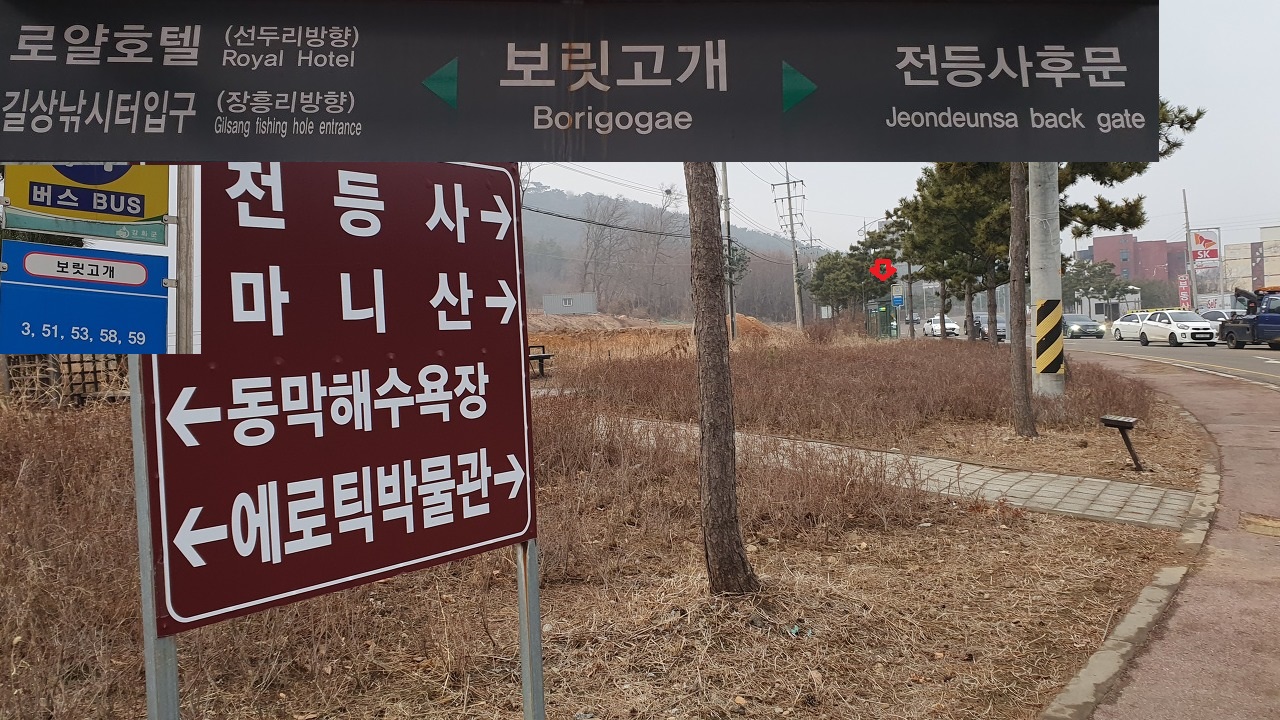 로얄호텔 (선두리방향)
Royal Hotel
길상낚시터입구 (장흥리방향)
Gilsang fishing hole entrance
보릿고개
Borigogae
전등사후문
Jeondeunsa back gate
버스 BUS
강화군
보릿고개
3, 51, 53, 58, 59
전등사→
마니산→
←동막해수욕장
←에로틱박물관→
SK